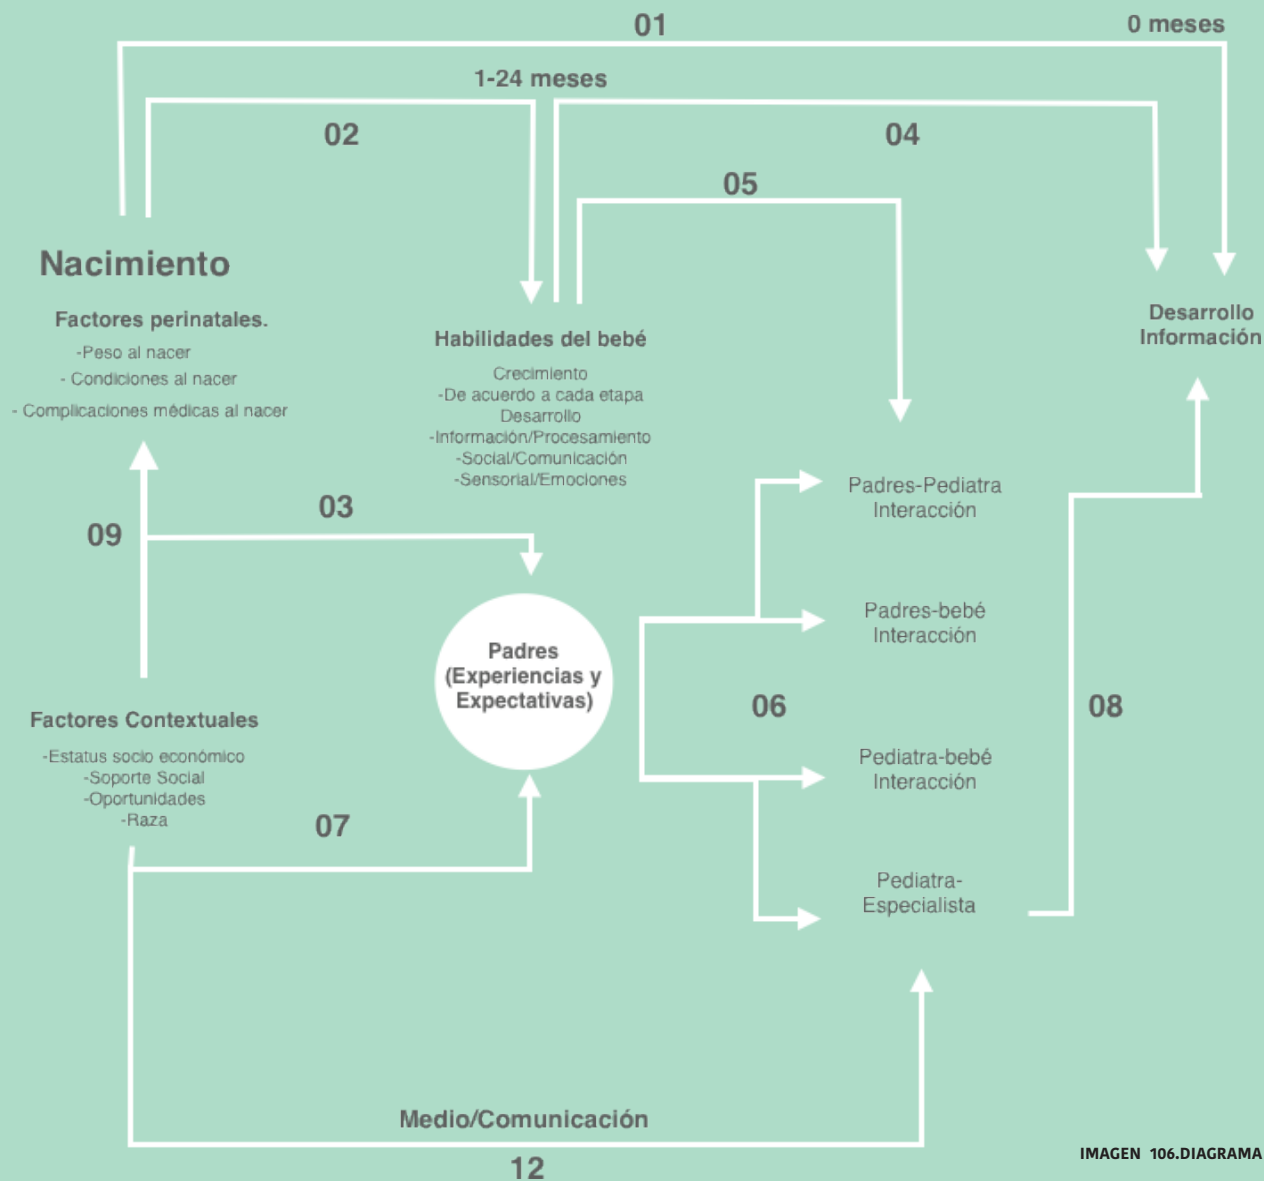 01
0 meses
1-24 meses
02
04
05
Nacimiento
Factores perinatales.
-Peso al nacer
- Condiciones al nacer
- Complicaciones médicas al nacer
Habilidades del bebé
Crecimiento
-De acuerdo a cada etapa
Desarrollo
-Información/Procesamiento
-Social/Comunicación
-Sensorial/Emociones
Desarrollo
Información
03
09
Padres-Pediatra
Interacción
Padres-bebé
Interacción
Padres
(Experiencias y
Expectativas)
06
08
Factores Contextuales
-Estatus socio económico
-Soporte Social
-Oportunidades
-Raza
Pediatra-bebé
Interacción
07
Pediatra-
Especialista
Medio/Comunicación
12
IMAGEN 106.DIAGRAMA